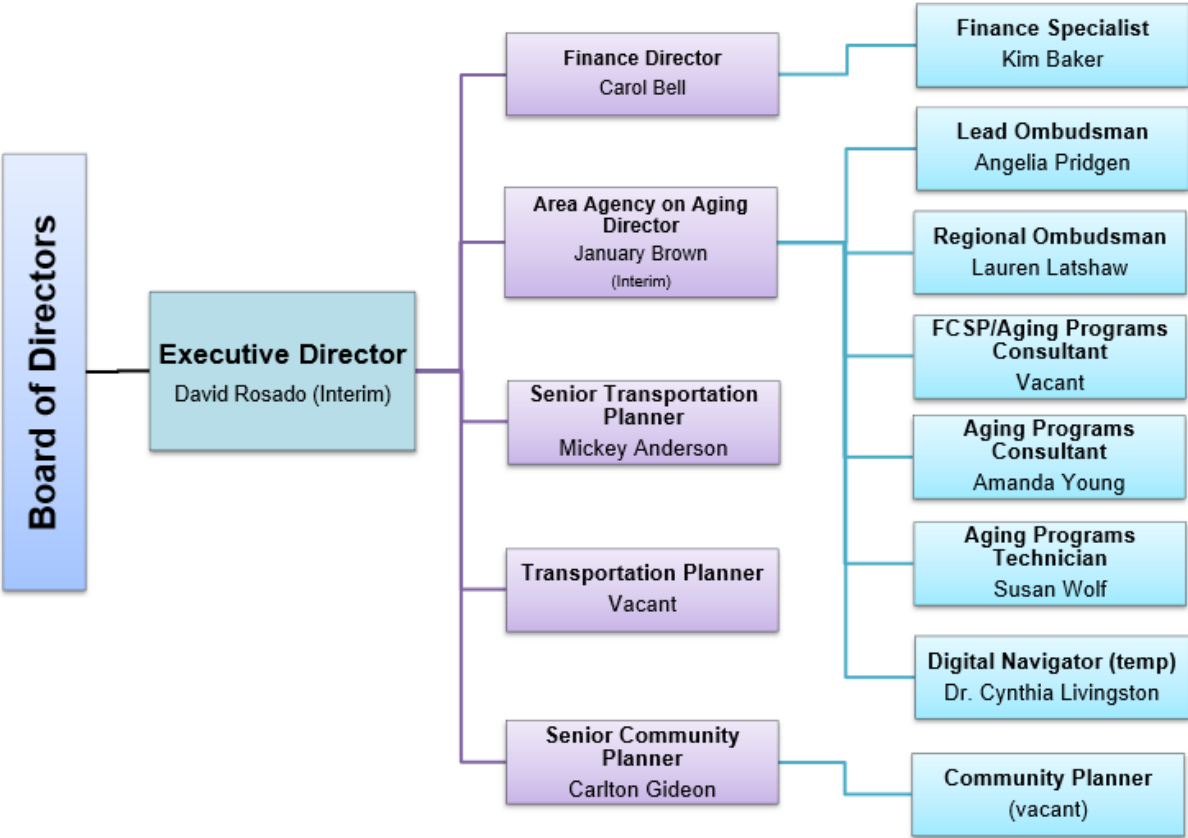 Board of Directors
Executive Director
David Rosado (Interim)
Finance Director
Carol Bell
Area Agency on Aging
Director
January Brown
(Interim)
Senior Transportation
Planner
Mickey Anderson
Transportation Planner
Vacant
Senior Community
Planner
Carlton Gideon
Finance Specialist
Kim Baker
Lead Ombudsman
Angelia Pridgen
Regional Ombudsman
Lauren Latshaw
FCSP/Aging Programs
Consultant
Vacant
Aging Programs
Consultant
Amanda Young
Aging Programs
Technician
Susan Wolf
Digital Navigator (temp)
Dr. Cynthia Livingston
Community Planner
(vacant)